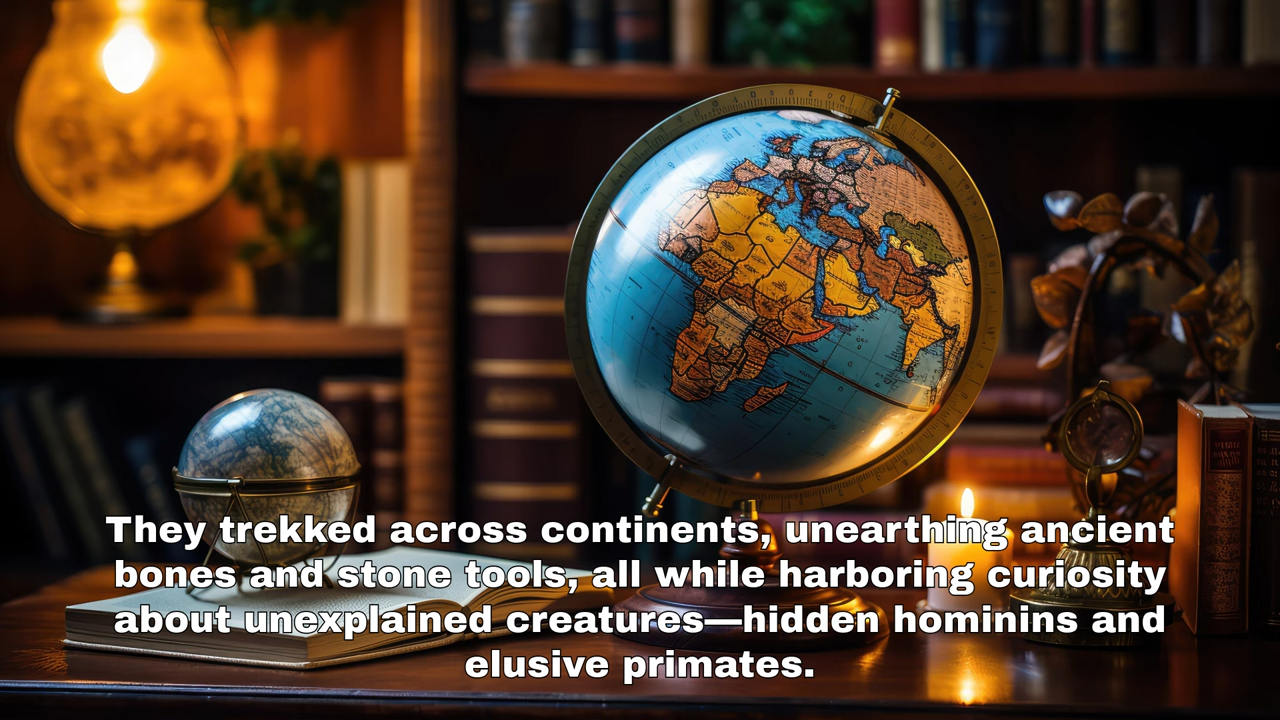 They trekked across continents, unearthing ancient
bones and stone tools, all while harboring curiosity
about unexplained creatures—hidden hominins and
elusive primates.